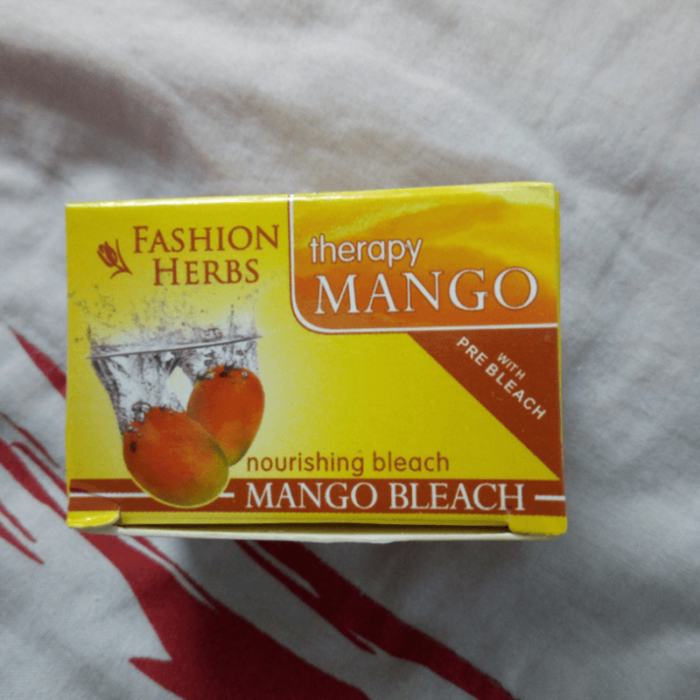 FASHION
HERBS
therapy
MANGO
WITH
PRE BLEACH
nourishing bleach
MANGO BLEACH